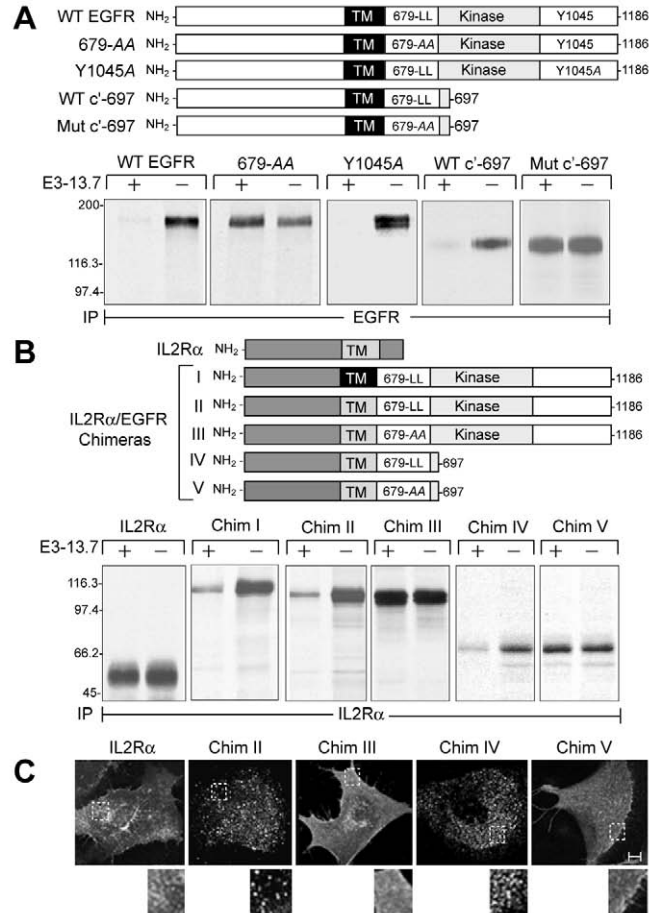 A
WT EGFR NH2 TM 679-LL Kinase Y1045 1186
679-AA NH2 TM 679-AA Kinase Y1045 1186
Y1045A NH2 TM 679-LL Kinase Y1045A 1186
WT c'-697 NH2 TM 679-LL 697
Mut c'-697 NH2 TM 679-AA 697
WT EGFR 679-AA Y1045A WT c'-697 Mut c'-697
E3-13.7 + − + − + − + − + −
200-
116.3-
97.4-
IP EGFR
B
IL2Rα NH2 TM
I NH2 TM 679-LL Kinase 1186
II NH2 TM 679-LL Kinase 1186
IL2Rα/EGFR
Chimeras
III NH2 TM 679-AA Kinase 1186
IV NH2 TM 679-LL 697
V NH2 TM 679-AA 697
IL2Rα Chim I Chim II Chim III Chim IV Chim V
E3-13.7 + − + − + − + − + − + −
116.3-
97.4-
66.2-
45-
IP IL2Rα
C
IL2Rα Chim II Chim III Chim IV Chim V